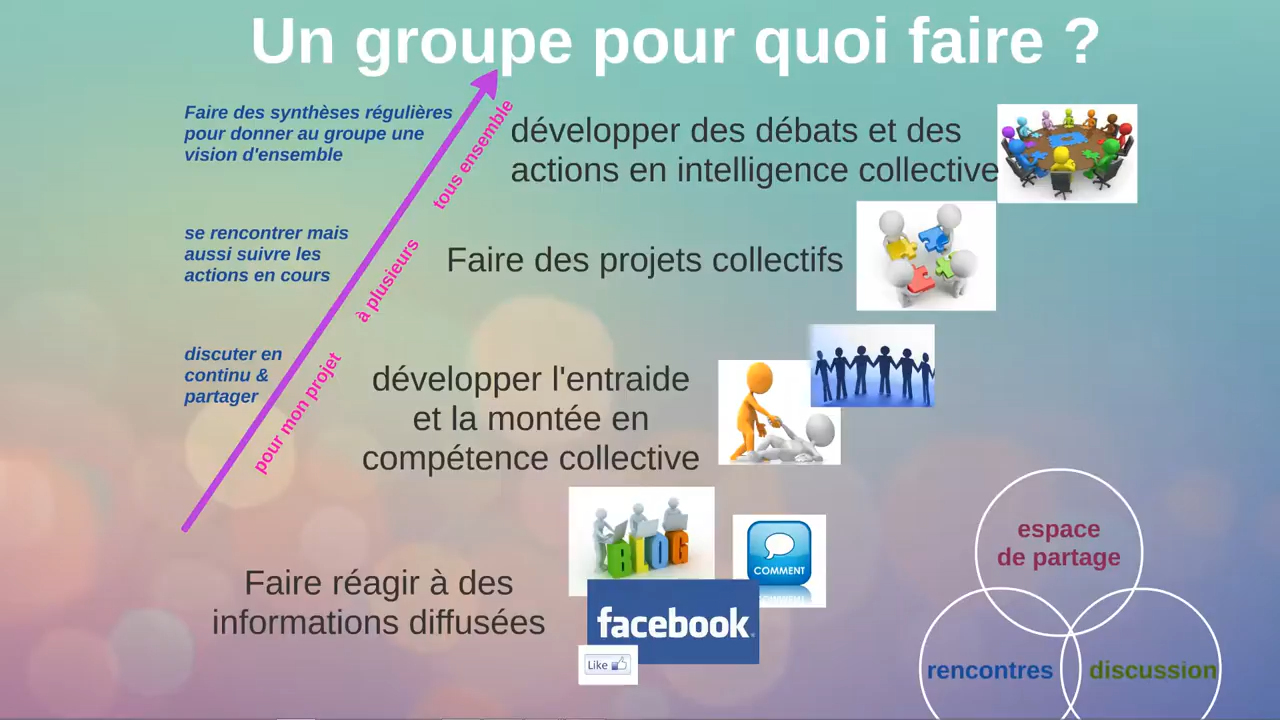 Un groupe pour quoi faire ?
Faire des synthèses régulières
pour donner au groupe une
vision d'ensemble
tous ensemble
développer des débats et des
actions en intelligence collective
se rencontrer mais
aussi suivre les
actions en cours
à plusieurs
Faire des projets collectifs
discuter en
continu &
partager
pour mon projet
développer l'entraide
et la montée en
compétence collective
BLOG
COMMENT
Faire réagir à des
informations diffusées
facebook
Like
espace
de partage
rencontres
discussion